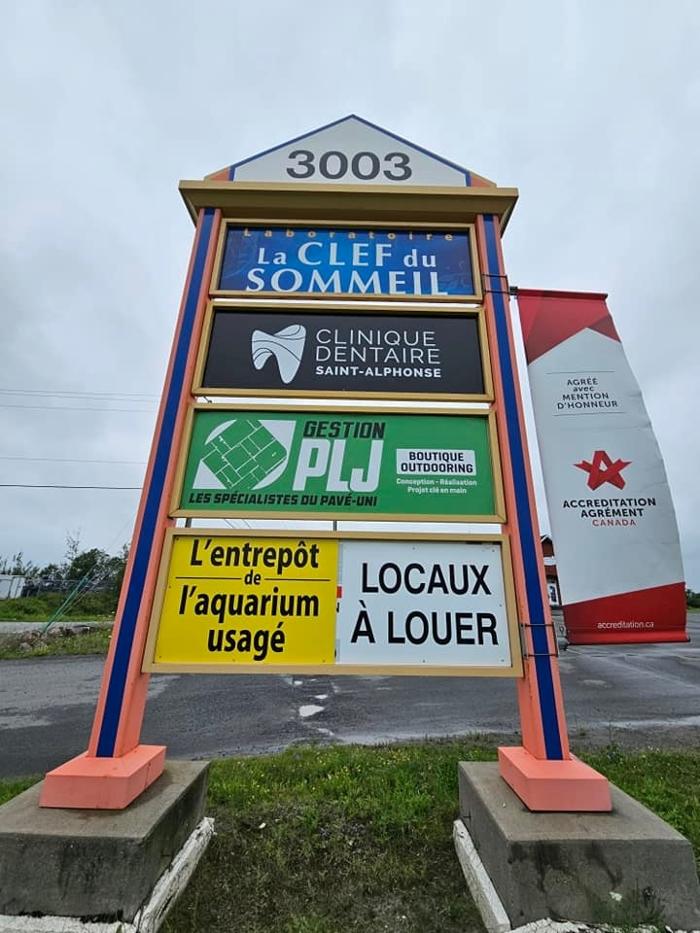 3003
Laboratoire
La CLEF du
SOMMEIL
CLINIQUE
DENTAIRE
SAINT-ALPHONSE
GESTION
PLJ
LES SPÉCIALISTES DU PAVÉ-UNI
BOUTIQUE
OUTDOORING
Conception - Réalisation
Projet clé en main
L'entrepôt
de
l'aquarium
usagé
LOCAUX
À LOUER
AGRÉÉ
avec
MENTION
D'HONNEUR
ACCREDITATION
AGRÉMENT
CANADA
accreditation.ca